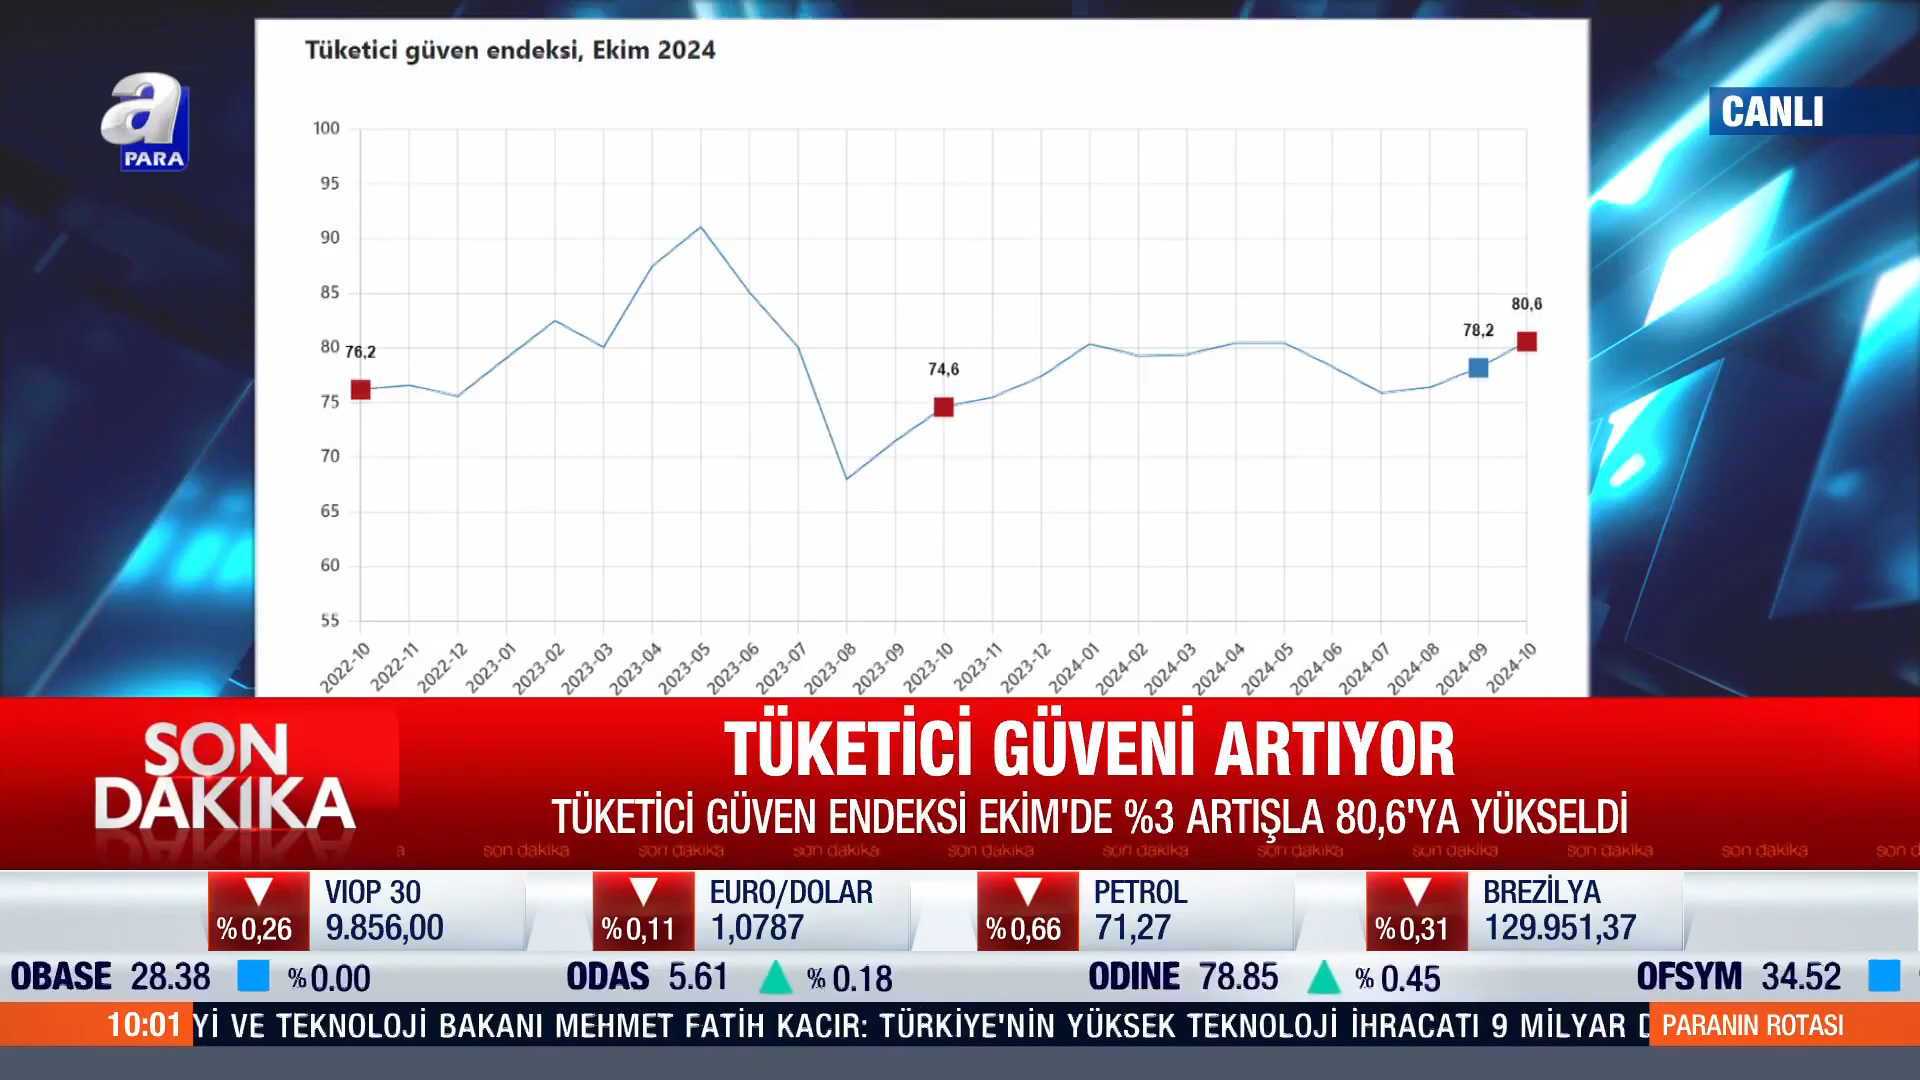 Tüketici güven endeksi, Ekim 2024
a
PARA
CANLI
100
95
90
85
80
75
70
65
60
55
76,2
74,6
78,2
80,6
2022-10 2022-11 2022-12 2023-01 2023-02 2023-03 2023-04 2023-05 2023-06 2023-07 2023-08 2023-09 2023-10 2023-11 2023-12 2024-01 2024-02 2024-03 2024-04 2024-05 2024-06 2024-07 2024-08 2024-09 2024-10
SON
DAKİKA
TÜKETİCİ GÜVENİ ARTIYOR
TÜKETİCİ GÜVEN ENDEKSİ EKİM'DE %3 ARTIŞLA 80,6'YA YÜKSELDİ
a son dakika son dakika son dakika son dakika son dakika son dakika son dakika son dakika son dakika son d
%0,26 VIOP 30 9.856,00
%0,11 EURO/DOLAR 1,0787
%0,66 PETROL 71,27
%0,31 BREZİLYA 129.951,37
OBASE 28.38 %0.00 ODAS 5.61 %0.18 ODINE 78.85 %0.45 OFSYM 34.52
10:01 Yİ VE TEKNOLOJİ BAKANI MEHMET FATİH KACIR: TÜRKİYE'NİN YÜKSEK TEKNOLOJİ İHRACATI 9 MİLYAR D PARANIN ROTASI